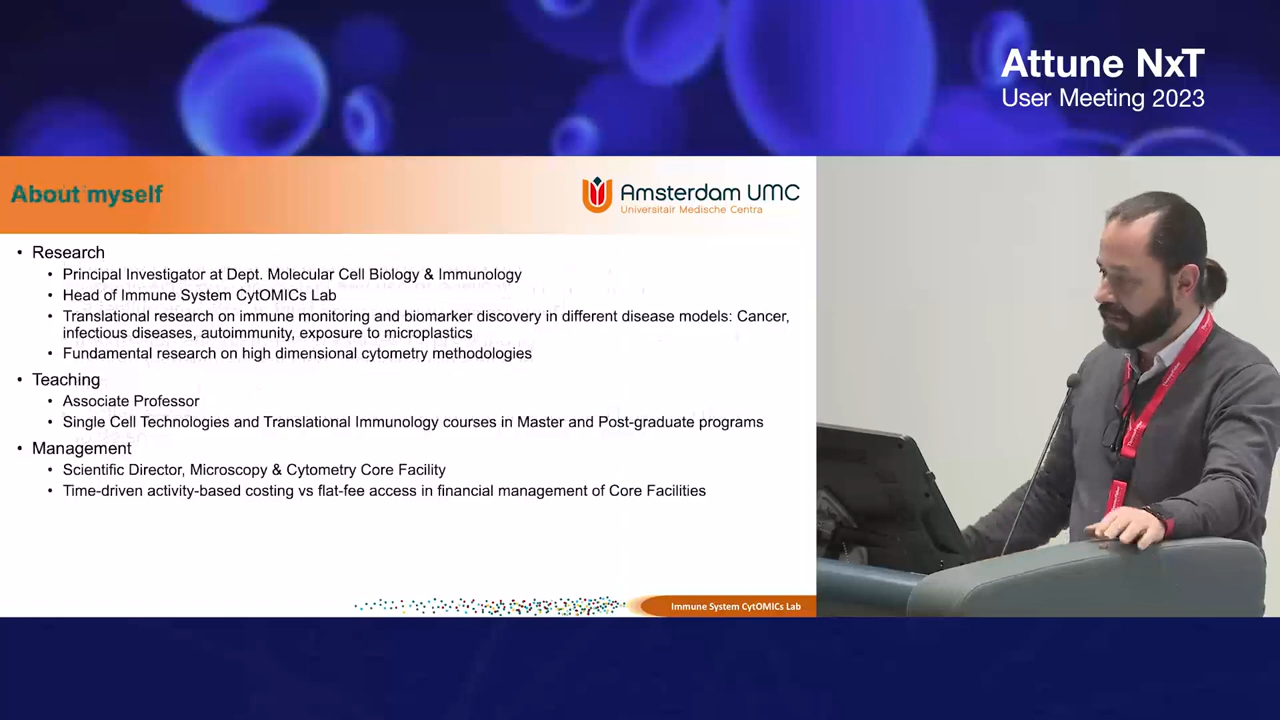 Attune NxT
User Meeting 2023
About myself
Amsterdam UMC
Universitair Medische Centra
• Research
• Principal Investigator at Dept. Molecular Cell Biology & Immunology
• Head of Immune System CytOMICs Lab
• Translational research on immune monitoring and biomarker discovery in different disease models: Cancer,
infectious diseases, autoimmunity, exposure to microplastics
• Fundamental research on high dimensional cytometry methodologies
• Teaching
• Associate Professor
• Single Cell Technologies and Translational Immunology courses in Master and Post-graduate programs
• Management
• Scientific Director, Microscopy & Cytometry Core Facility
• Time-driven activity-based costing vs flat-fee access in financial management of Core Facilities
Immune System CytOMICs Lab